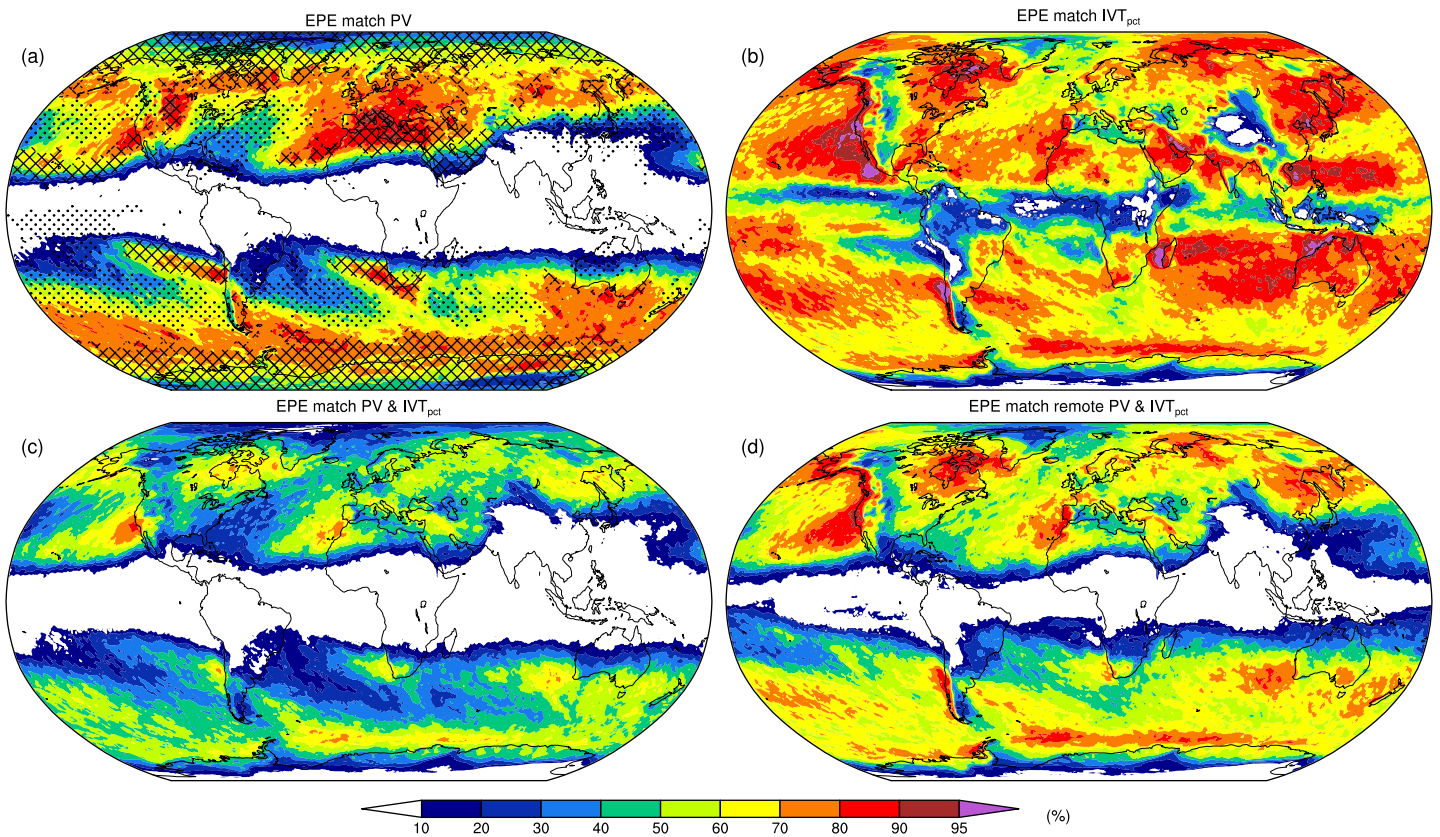 EPE match PV
(a)
EPE match IVTpct
(b)
EPE match PV & IVTpct
(c)
EPE match remote PV & IVTpct
(d)
10 20 30 40 50 60 70 80 90 95
(%)